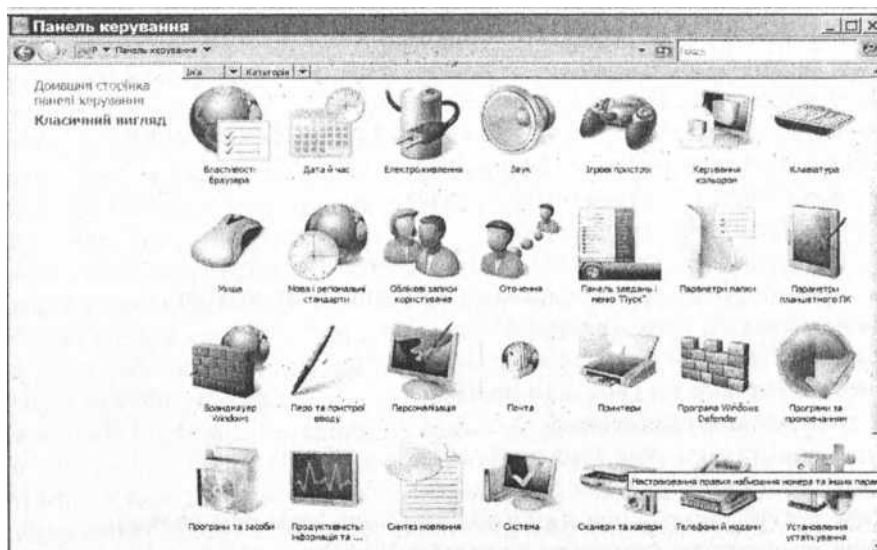 Панель керування
Панель керування
Пошук
Ім'я Категорія
Домашня сторінка
панелі керування
Класичний вигляд
Властивості
браузера
Дата й час
Електроживлення
Звук
Ігрові пристрої
Керування
кольором
Клавіатура
Миша
Мова і регіональні
стандарти
Облікові записи
користувачів
Оточення
Панель завдань і
меню "Пуск"
Параметри папки
Параметри
планшетного ПК
Брандмауер
Windows
Перо та пристрої
вводу
Персоналізація
Пошта
Принтери
Програма Windows
Defender
Програми за
промовчанням
Настроювання правил набирання номера та інших пара
Програми та засоби
Продуктивність:
інформація та ...
Синтез мовлення
Система
Сканери та камери
Телефони й модеми
Установлення
устаткування